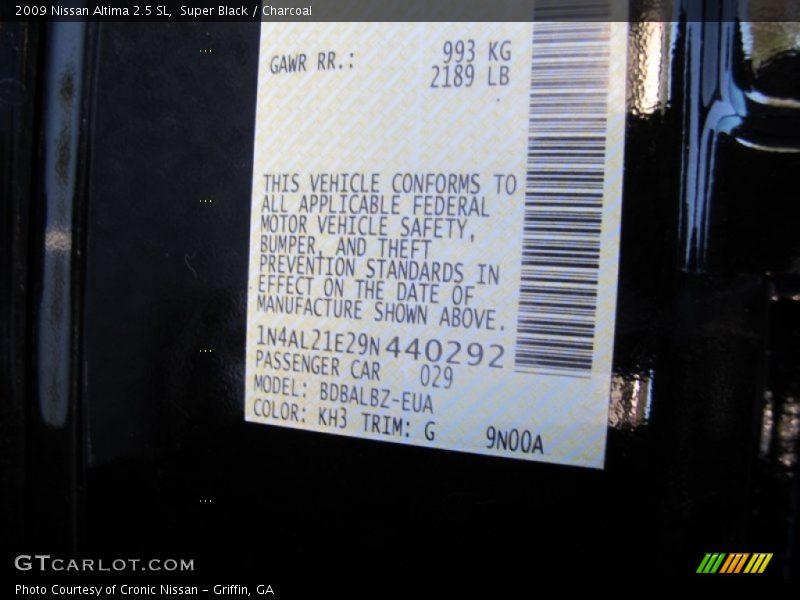 2009 Nissan Altima 2.5 SL, Super Black / Charcoal
GAWR RR.: 993 KG
2189 LB
THIS VEHICLE CONFORMS TO
ALL APPLICABLE FEDERAL
MOTOR VEHICLE SAFETY,
BUMPER, AND THEFT
PREVENTION STANDARDS IN
EFFECT ON THE DATE OF
MANUFACTURE SHOWN ABOVE.
1N4AL21E29N440292
PASSENGER CAR 029
MODEL: BDBALBZ-EUA
COLOR: KH3 TRIM: G 9N00A
GTCARLOT.COM
Photo Courtesy of Cronic Nissan - Griffin, GA